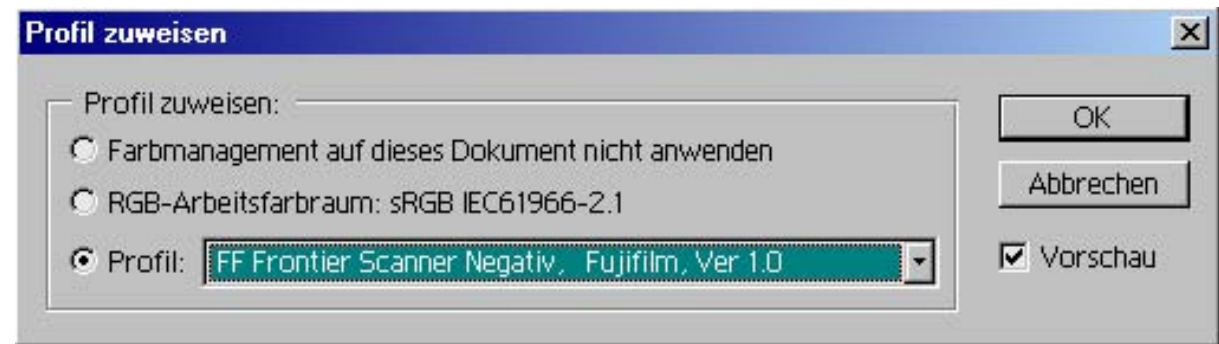 Profil zuweisen
Profil zuweisen:
Farbmanagement auf dieses Dokument nicht anwenden
RGB-Arbeitsfarbraum: sRGB IEC61966-2.1
Profil: FF Frontier Scanner Negativ, Fujifilm, Ver 1.0
OK
Abbrechen
Vorschau